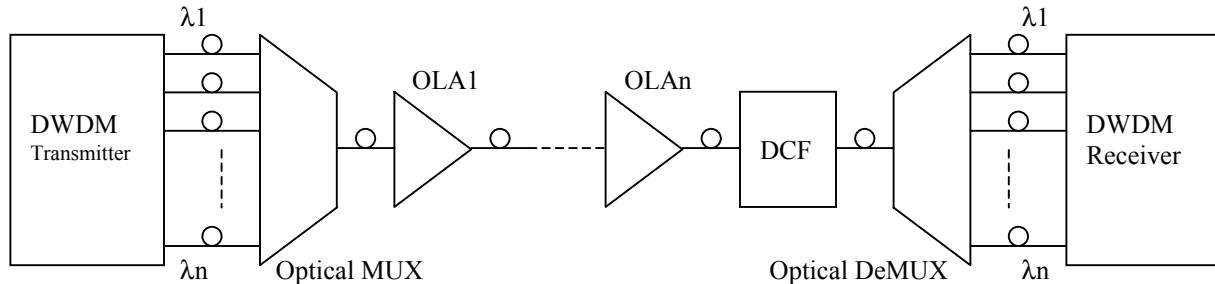 λ1
λ1
OLA1
OLAn
DWDM
Transmitter
DCF
DWDM
Receiver
λn
Optical MUX
Optical DeMUX
λn